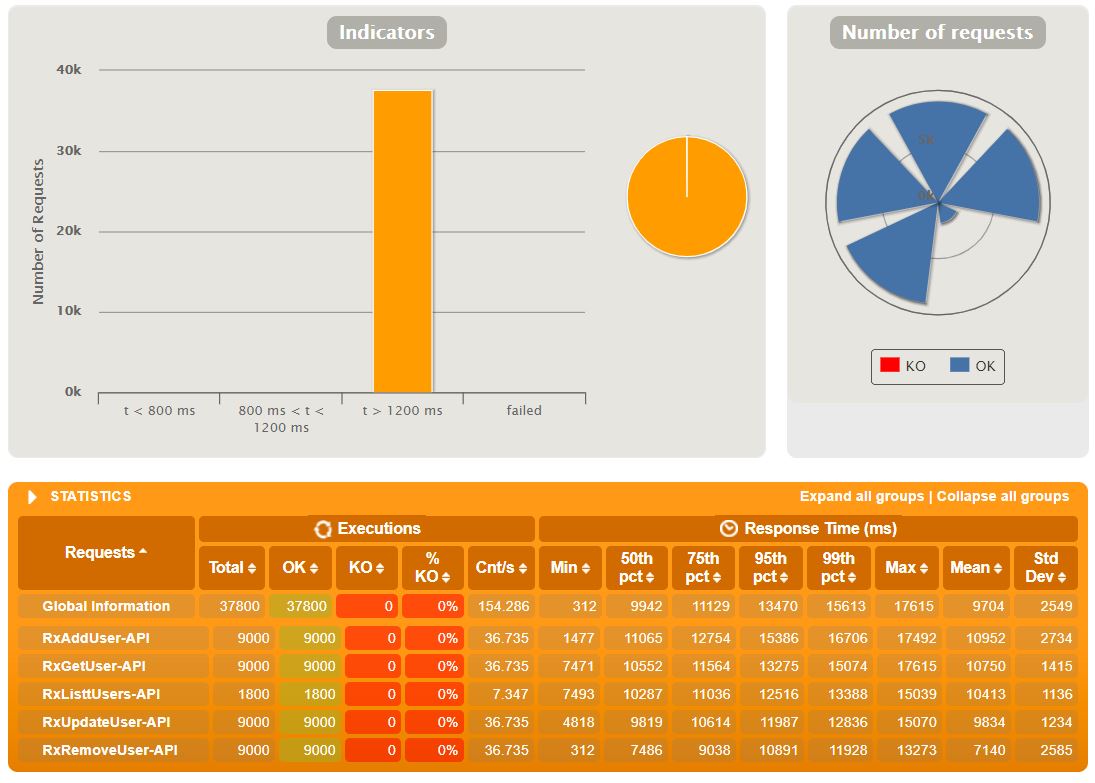 Indicators
40k
30k
20k
10k
0k
Number of Requests
t < 800 ms
800 ms < t <
1200 ms
t > 1200 ms
failed
Number of requests
5k
0k
KO
OK
STATISTICS
Expand all groups | Collapse all groups
Requests
Executions
Response Time (ms)
Total OK KO % KO Cnt/s Min 50th pct 75th pct 95th pct 99th pct Max Mean Std Dev
Global Information 37800 37800 0 0% 154.286 312 9942 11129 13470 15613 17615 9704 2549
RxAddUser-API 9000 9000 0 0% 36.735 1477 11065 12754 15386 16706 17492 10952 2734
RxGetUser-API 9000 9000 0 0% 36.735 7471 10552 11564 13275 15074 17615 10750 1415
RxListtUsers-API 1800 1800 0 0% 7.347 7493 10287 11036 12516 13388 15039 10413 1136
RxUpdateUser-API 9000 9000 0 0% 36.735 4818 9819 10614 11987 12836 15070 9834 1234
RxRemoveUser-API 9000 9000 0 0% 36.735 312 7486 9038 10891 11928 13273 7140 2585